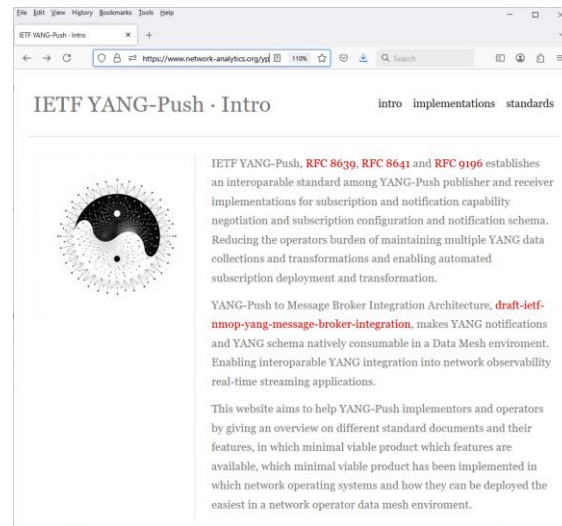 File Edit View History Bookmarks Tools Help
IETF YANG-Push - Intro
https://www.network-analytics.org/yp
110%
Search
IETF YANG-Push · Intro
intro implementations standards
IETF YANG-Push, RFC 8639, RFC 8641 and RFC 9196 establishes
an interoparable standard among YANG-Push publisher and receiver
implementations for subscription and notification capability
negotiation and subscription configuration and notification schema.
Reducing the operators burden of maintaining multiple YANG data
collections and transformations and enabling automated
subscription deployment and transformation.
YANG-Push to Message Broker Integration Architecture, draft-ietf-
nmop-yang-message-broker-integration, makes YANG notifications
and YANG schema natively consumable in a Data Mesh enviroment.
Enabling interoparable YANG integration into network observability
real-time streaming applications.
This website aims to help YANG-Push implementors and operators
by giving an overview on different standard documents and their
features, in which minimal viable product which features are
available, which minimal viable product has been implemented in
which network operating systems and how they can be deployed the
easiest in a network operator data mesh enviroment.